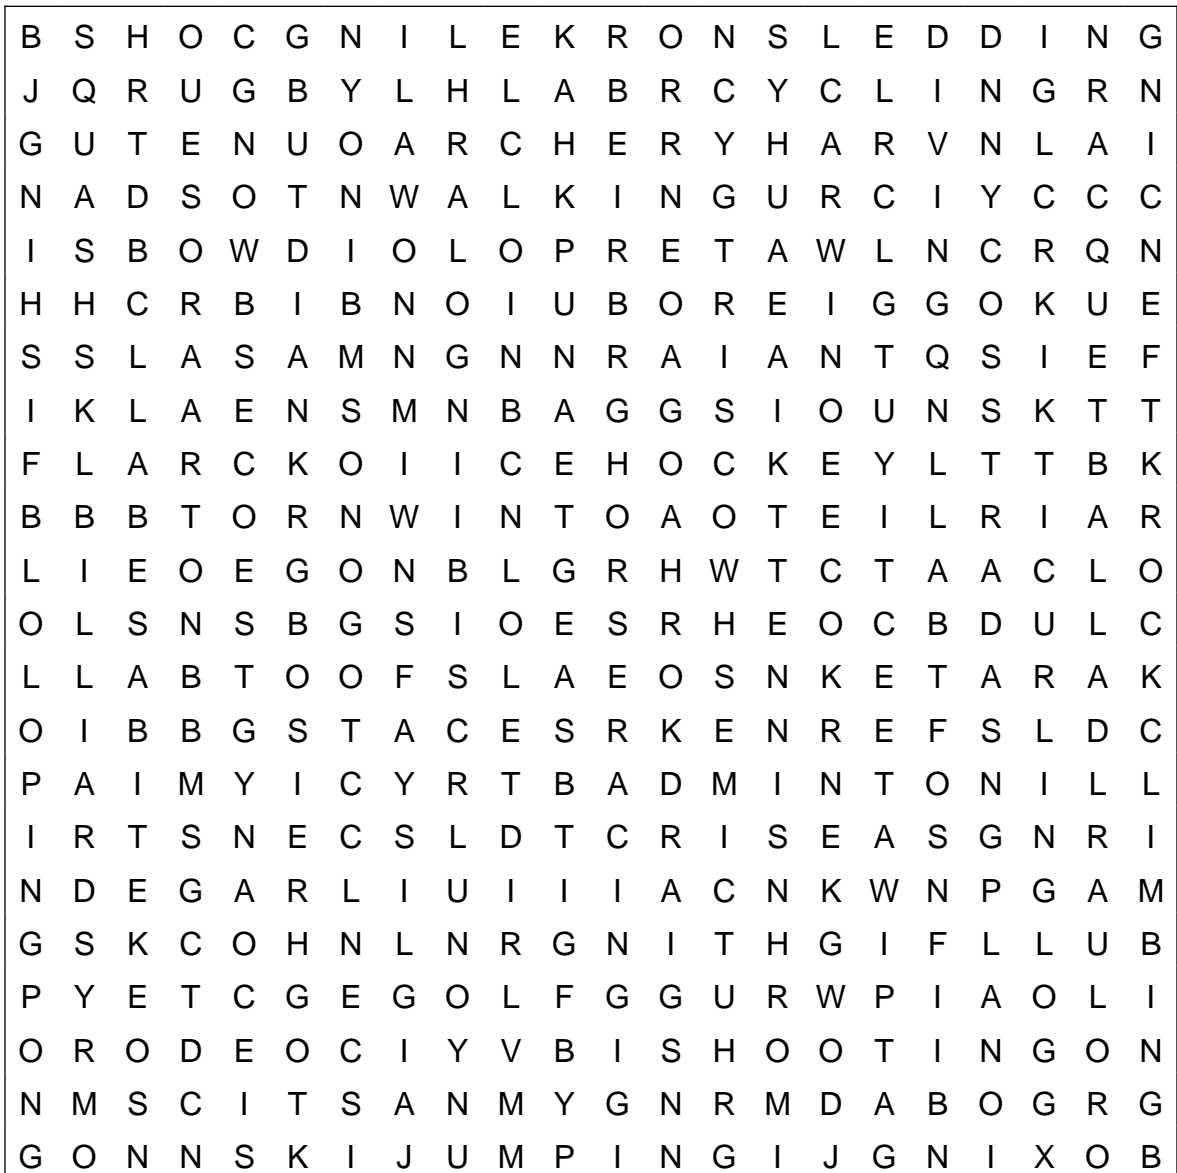 B S H O C G N I L E K R O N S L E D D I N G
J Q R U G B Y L H L A B R C Y C L I N G R N
G U T E N U O A R C H E R Y H A R V N L A I
N A D S O T N W A L K I N G U R C I Y C C C
I S B O W D I O L O P R E T A W L N C R Q N
H H C R B I B N O I U B O R E I G G O K U E
S S L A S A M N G N N R A I A N T Q S I E F
I K L A E N S M N B A G G S I O U N S K T T
F L A R C K O I I C E H O C K E Y L T T B K
B B B T O R N W I N T O A O T E I L R I A R
L I E O E G O N B L G R H W T C T A A C L O
O L S N S B G S I O E S R H E O C B D U L C
L L A B T O O F S L A E O S N K E T A R A K
O I B B G S T A C E S R K E N R E F S L D C
P A I M Y I C Y R T B A D M I N T O N I L L
I R T S N E C S L D T C R I S E A S G N R I
N D E G A R L I U I I I A C N K W N P G A M
G S K C O H N L N R G N I T H G I F L L U B
P Y E T C G E G O L F G G U R W P I A O L I
O R O D E O C I Y V B I S H O O T I N G O N
N M S C I T S A N M Y G N R M D A B O G R G
G O N N S K I J U M P I N G I J G N I X O B